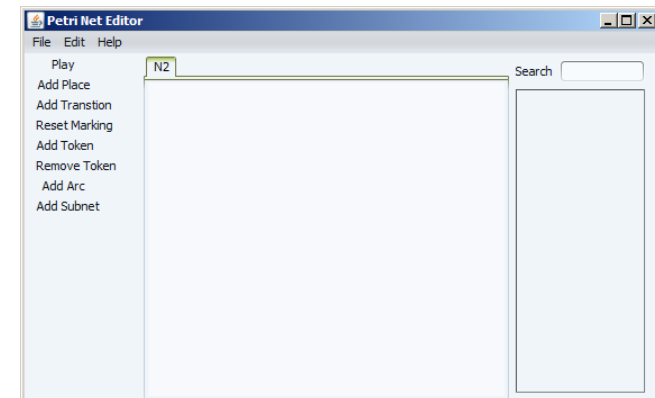 Petri Net Editor
File Edit Help
Play
Add Place
Add Transtion
Reset Marking
Add Token
Remove Token
Add Arc
Add Subnet
N2
Search